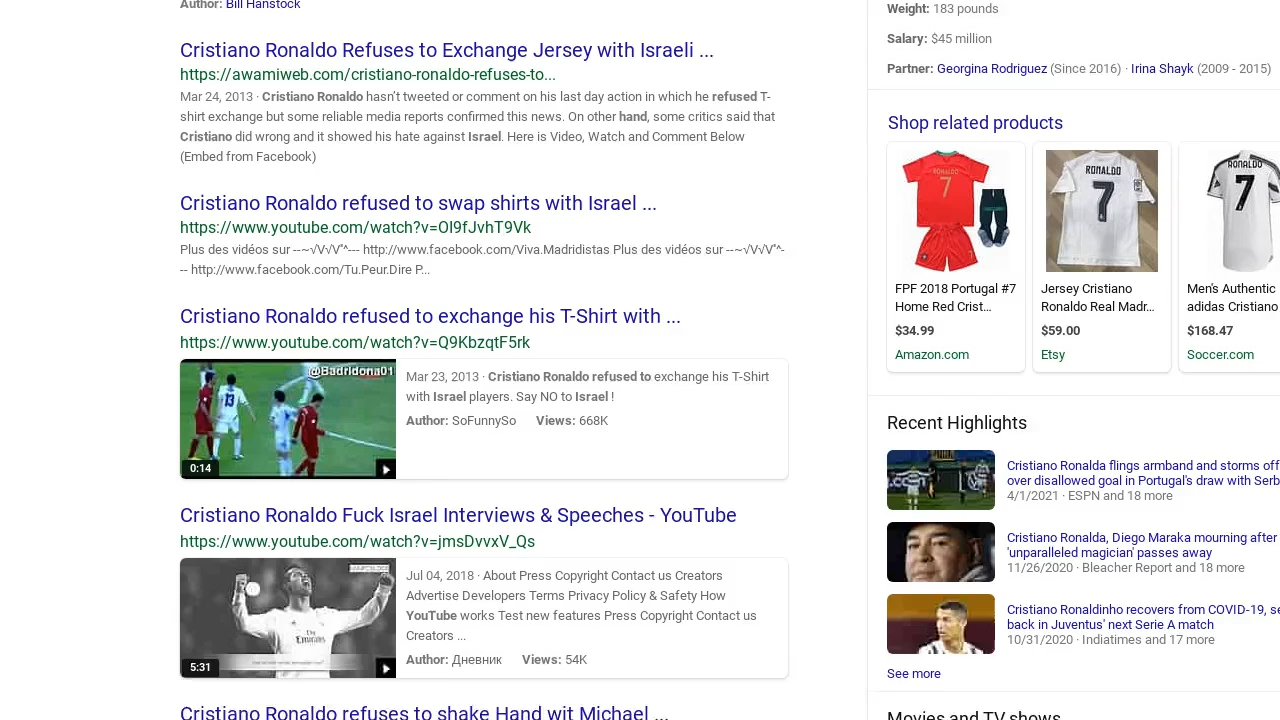 Author: Bill Hanstock
Cristiano Ronaldo Refuses to Exchange Jersey with Israeli ...
https://awamiweb.com/cristiano-ronaldo-refuses-to...
Mar 24, 2013 · Cristiano Ronaldo hasn't tweeted or comment on his last day action in which he refused T-
shirt exchange but some reliable media reports confirmed this news. On other hand, some critics said that
Cristiano did wrong and it showed his hate against Israel. Here is Video, Watch and Comment Below
(Embed from Facebook)
Cristiano Ronaldo refused to swap shirts with Israel ...
https://www.youtube.com/watch?v=OI9fJvhT9Vk
Plus des vidéos sur --~√V√V˚^--- http://www.facebook.com/Viva.Madridistas Plus des vidéos sur --~√V√V˚^-
-- http://www.facebook.com/Tu.Peur.Dire P...
Cristiano Ronaldo refused to exchange his T-Shirt with ...
https://www.youtube.com/watch?v=Q9KbzqtF5rk
@Badridona01
0:14
Mar 23, 2013 · Cristiano Ronaldo refused to exchange his T-Shirt
with Israel players. Say NO to Israel !
Author: SoFunnySo Views: 668K
Cristiano Ronaldo Fuck Israel Interviews & Speeches - YouTube
https://www.youtube.com/watch?v=jmsDvvxV_Qs
5:31
Jul 04, 2018 · About Press Copyright Contact us Creators
Advertise Developers Terms Privacy Policy & Safety How
YouTube works Test new features Press Copyright Contact us
Creators ...
Author: Дневник Views: 54K
Cristiano Ronaldo refuses to shake Hand wit Michael ...
Weight: 183 pounds
Salary: $45 million
Partner: Georgina Rodriguez (Since 2016) · Irina Shayk (2009 - 2015)
Shop related products
RONALDO
7
FPF 2018 Portugal #7
Home Red Crist...
$34.99
Amazon.com
RONALDO
7
Jersey Cristiano
Ronaldo Real Madr...
$59.00
Etsy
RONALDO
7
Men's Authentic
adidas Cristiano
$168.47
Soccer.com
Recent Highlights
Cristiano Ronalda flings armband and storms off
over disallowed goal in Portugal's draw with Serb
4/1/2021 · ESPN and 18 more
Cristiano Ronalda, Diego Maraka mourning after
'unparalleled magician' passes away
11/26/2020 · Bleacher Report and 18 more
Cristiano Ronaldinho recovers from COVID-19, se
back in Juventus' next Serie A match
10/31/2020 · Indiatimes and 17 more
See more
Movies and TV shows